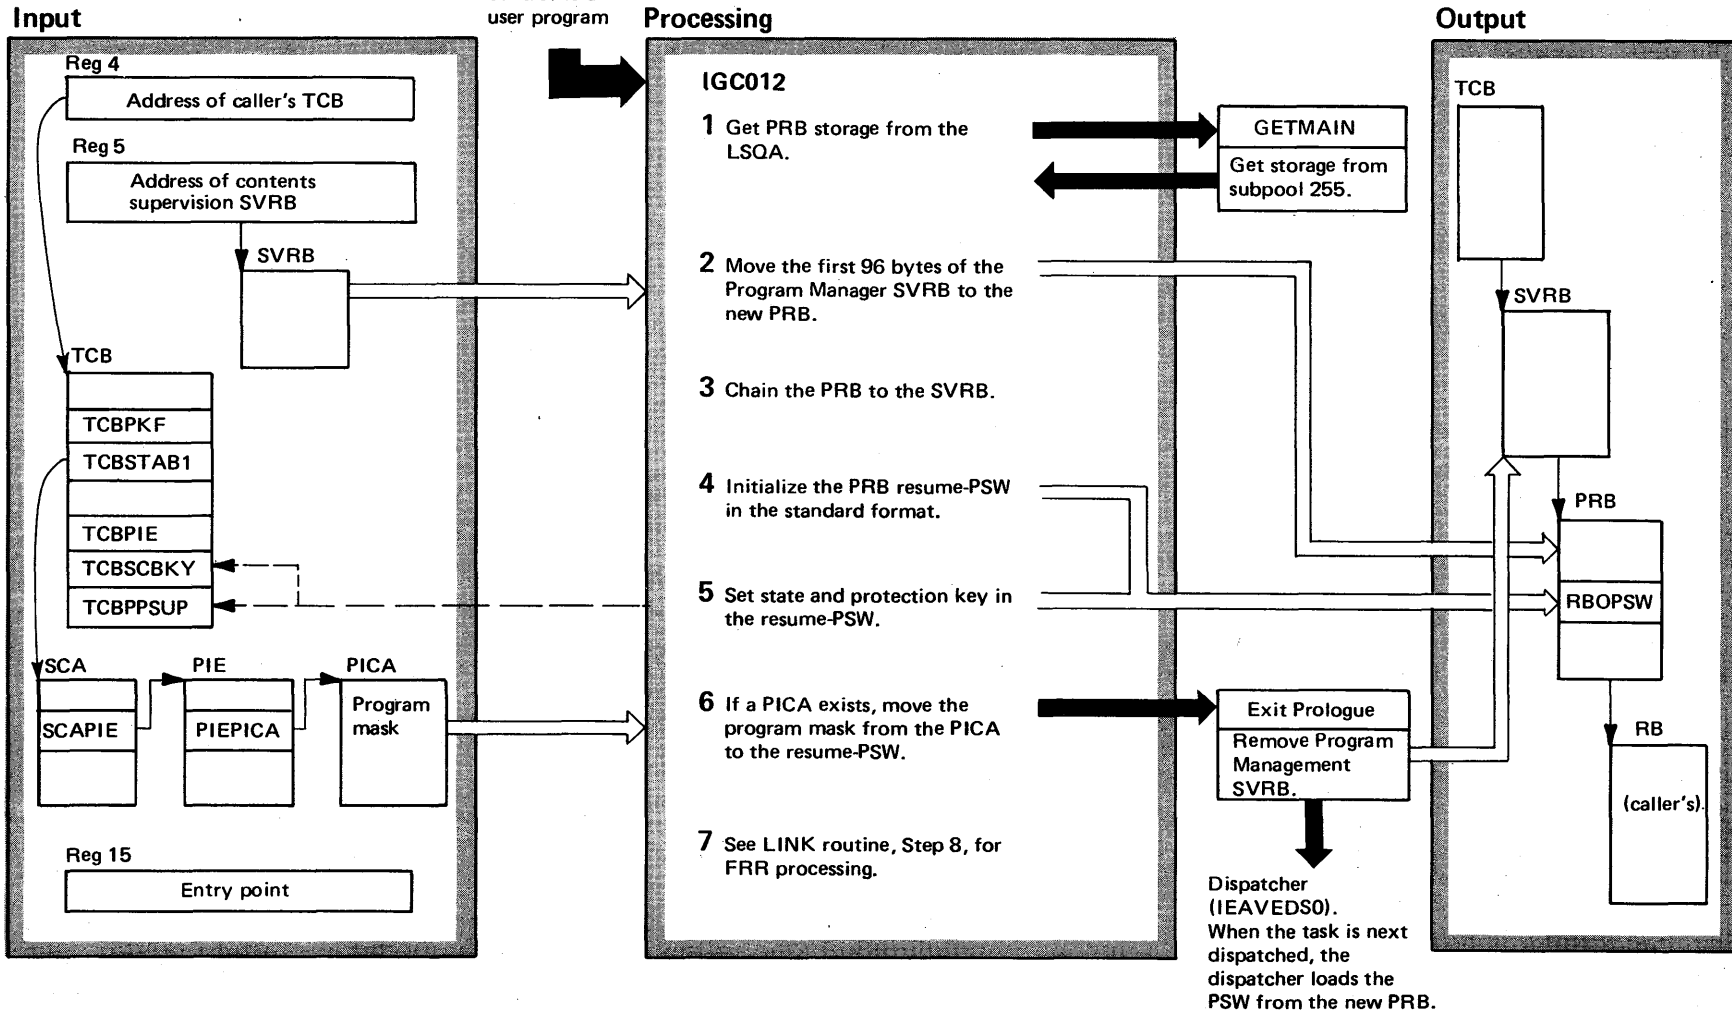 Input
user program
Processing
Output
Reg 4
Address of caller's TCB
Reg 5
Address of contents
supervision SVRB
SVRB
TCB
TCBPKF
TCBSTAB1
TCBPIE
TCBSCBKY
TCBPPSUP
SCA
SCAPIE
PIE
PIEPICA
PICA
Program
mask
Reg 15
Entry point
IGC012
1 Get PRB storage from the
LSQA.
2 Move the first 96 bytes of the
Program Manager SVRB to the
new PRB.
3 Chain the PRB to the SVRB.
4 Initialize the PRB resume-PSW
in the standard format.
5 Set state and protection key in
the resume-PSW.
6 If a PICA exists, move the
program mask from the PICA
to the resume-PSW.
7 See LINK routine, Step 8, for
FRR processing.
GETMAIN
Get storage from
subpool 255.
Exit Prologue
Remove Program
Management
SVRB.
Dispatcher
(IEAVEDS0).
When the task is next
dispatched, the
dispatcher loads the
PSW from the new PRB.
TCB
SVRB
PRB
RBOPSW
RB
(caller's).